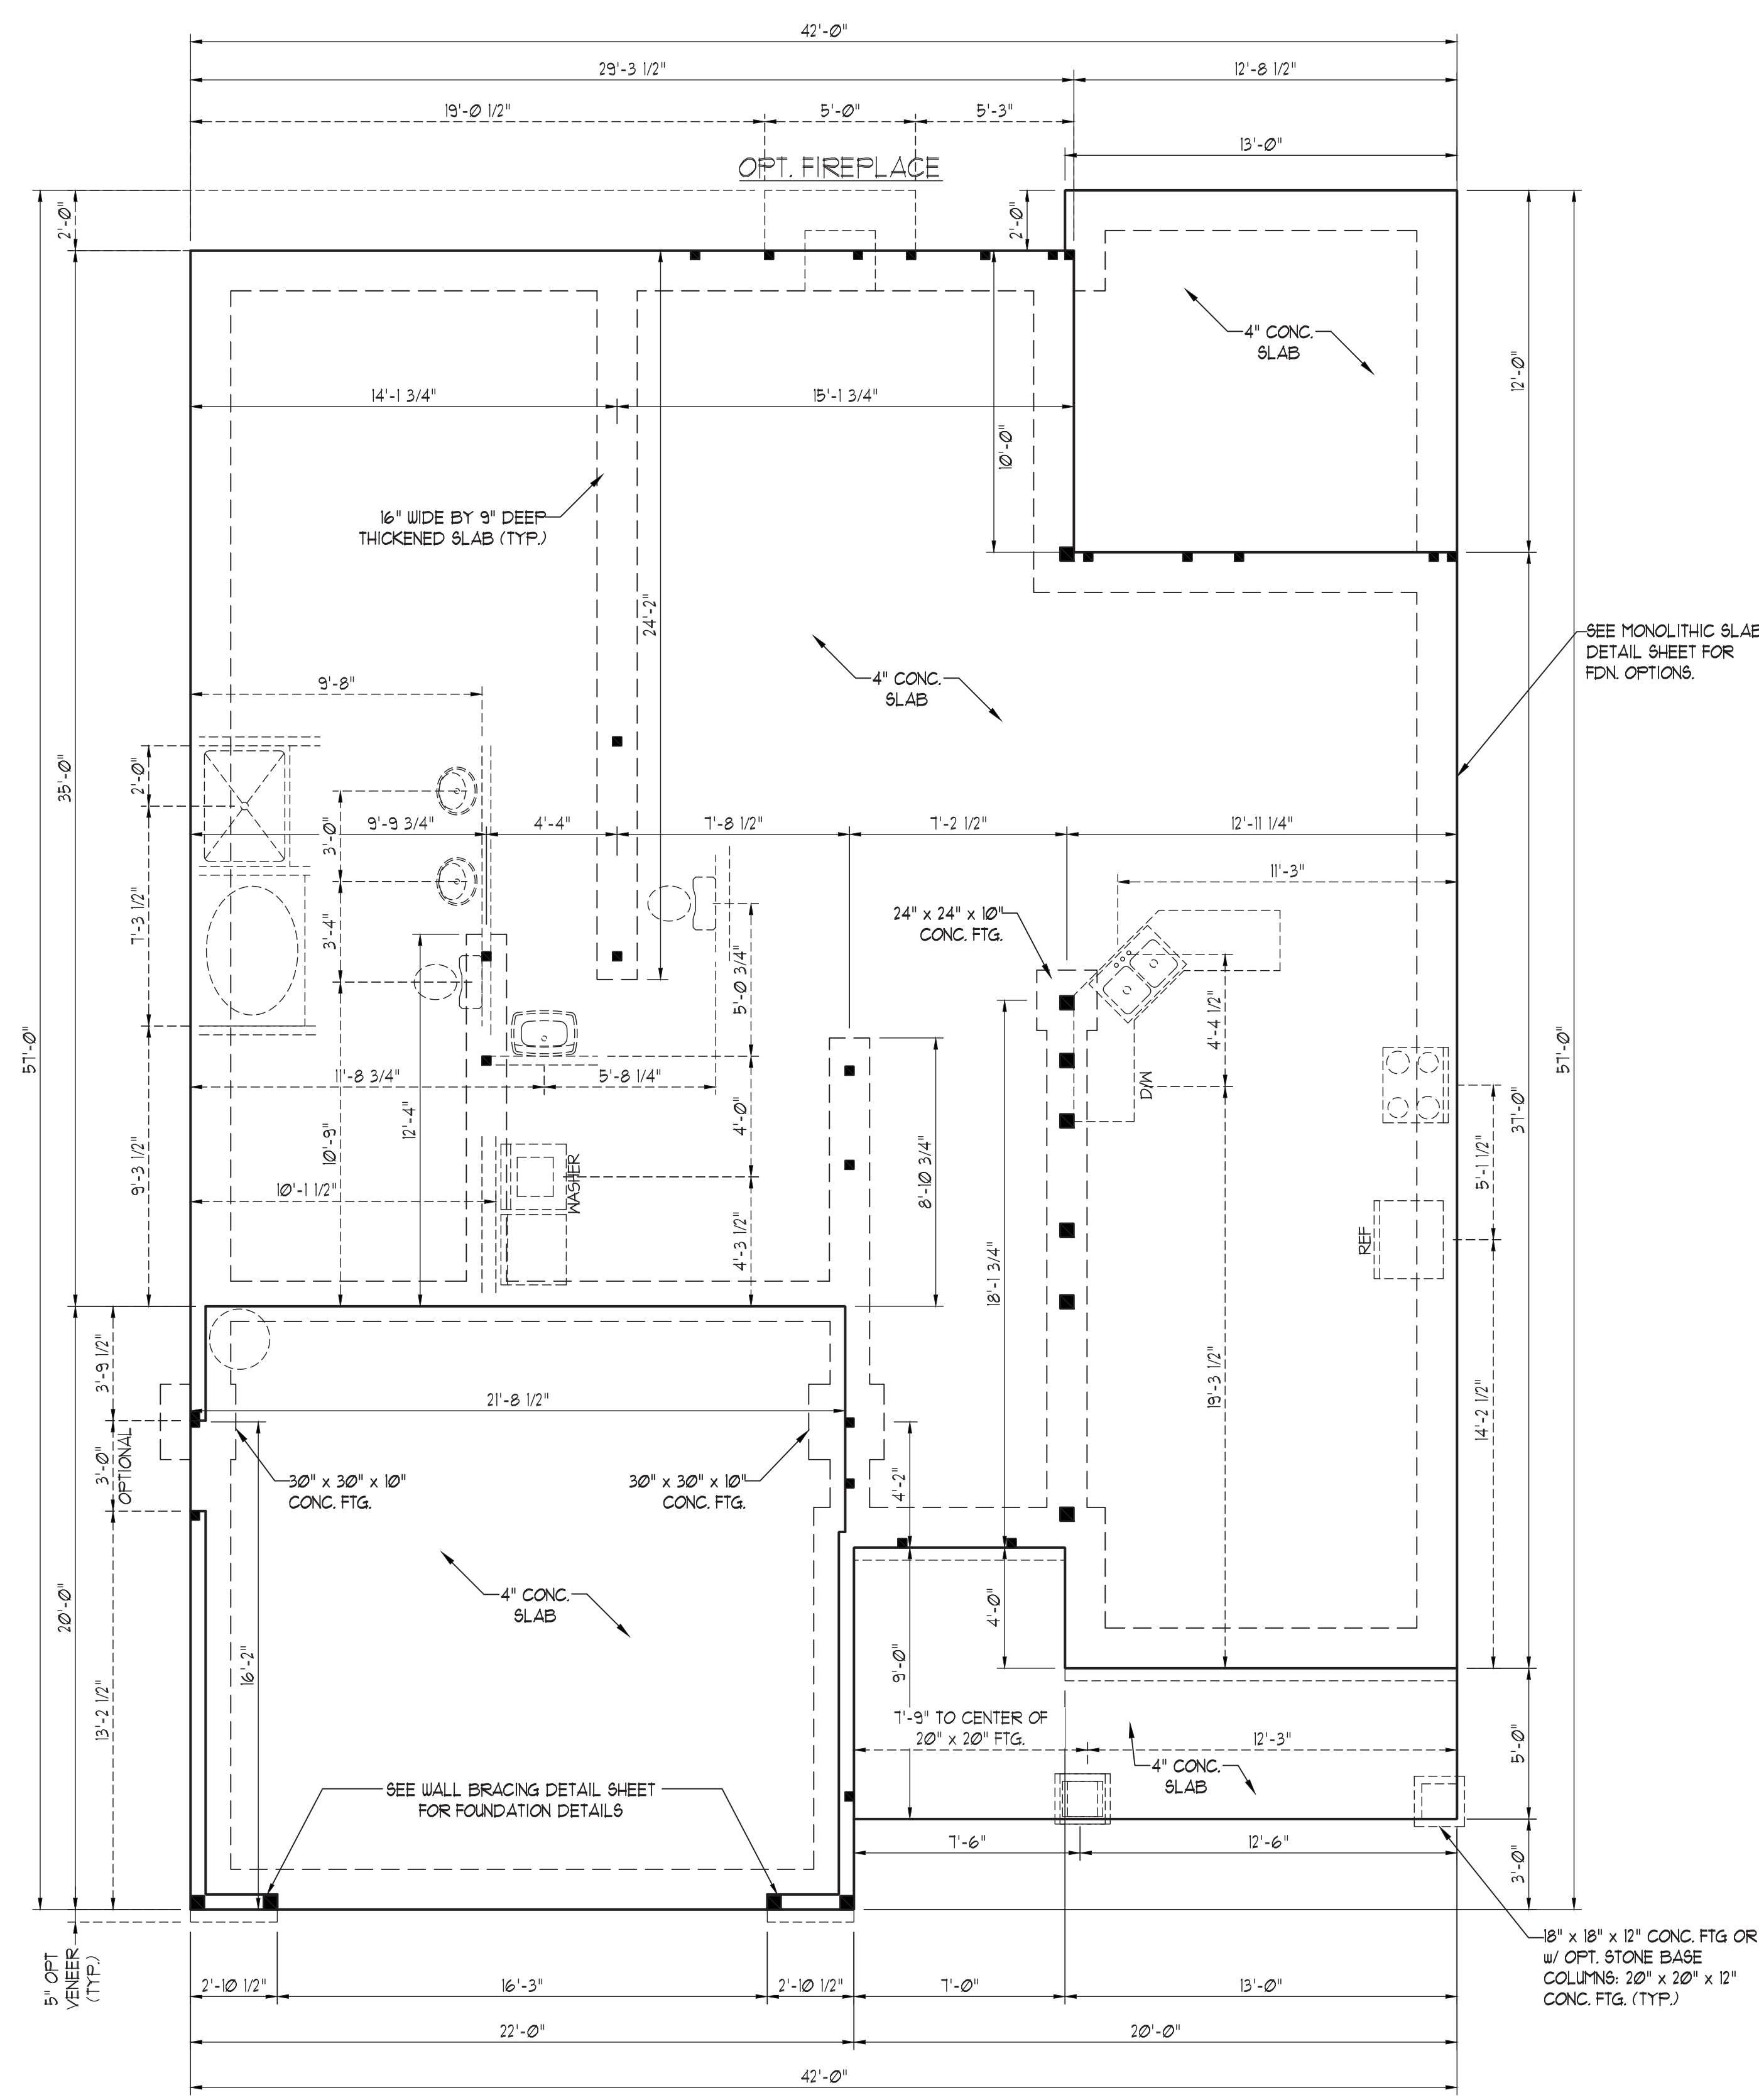 42'-0"
29'-3 1/2"
12'-8 1/2"
19'-0 1/2"
5'-0"
5'-3"
13'-0"
OPT. FIREPLACE
2'-0"
2'-0"
4" CONC.
SLAB
12'-0"
14'-1 3/4"
15'-1 3/4"
10'-0"
16" WIDE BY 9" DEEP
THICKENED SLAB (TYP.)
24'-2"
SEE MONOLITHIC SLAB
DETAIL SHEET FOR
FDN. OPTIONS.
4" CONC.
SLAB
9'-8"
35'-0"
2'-0"
9'-9 3/4"
3'-0"
4'-4"
7'-8 1/2"
7'-2 1/2"
12'-11 1/4"
11'-3"
7'-3 1/2"
3'-4"
24" x 24" x 10"
CONC. FTG.
5'-0 3/4"
4'-4 1/2"
57'-0"
57'-0"
11'-8 3/4"
5'-8 1/4"
D/W
37'-0"
12'-4"
10'-9"
4'-0"
9'-3 1/2"
8'-10 3/4"
5'-1 1/2"
10'-1 1/2"
WASHER
4'-3 1/2"
REF
18'-1 3/4"
3'-9 1/2"
21'-8 1/2"
19'-3 1/2"
14'-2 1/2"
3'-0"
OPTIONAL
30" x 30" x 10"
CONC. FTG.
30" x 30" x 10"
CONC. FTG.
4'-2"
4" CONC.
SLAB
20'-0"
16'-2"
4'-0"
9'-0"
13'-2 1/2"
7'-9" TO CENTER OF
20" x 20" FTG.
12'-3"
5'-0"
4" CONC.
SLAB
SEE WALL BRACING DETAIL SHEET
FOR FOUNDATION DETAILS
7'-6"
12'-6"
3'-0"
18" x 18" x 12" CONC. FTG OR
w/ OPT. STONE BASE
COLUMNS: 20" x 20" x 12"
CONC. FTG. (TYP.)
5" OPT
VENEER
(TYP.)
2'-10 1/2"
16'-3"
2'-10 1/2"
7'-0"
13'-0"
22'-0"
20'-0"
42'-0"